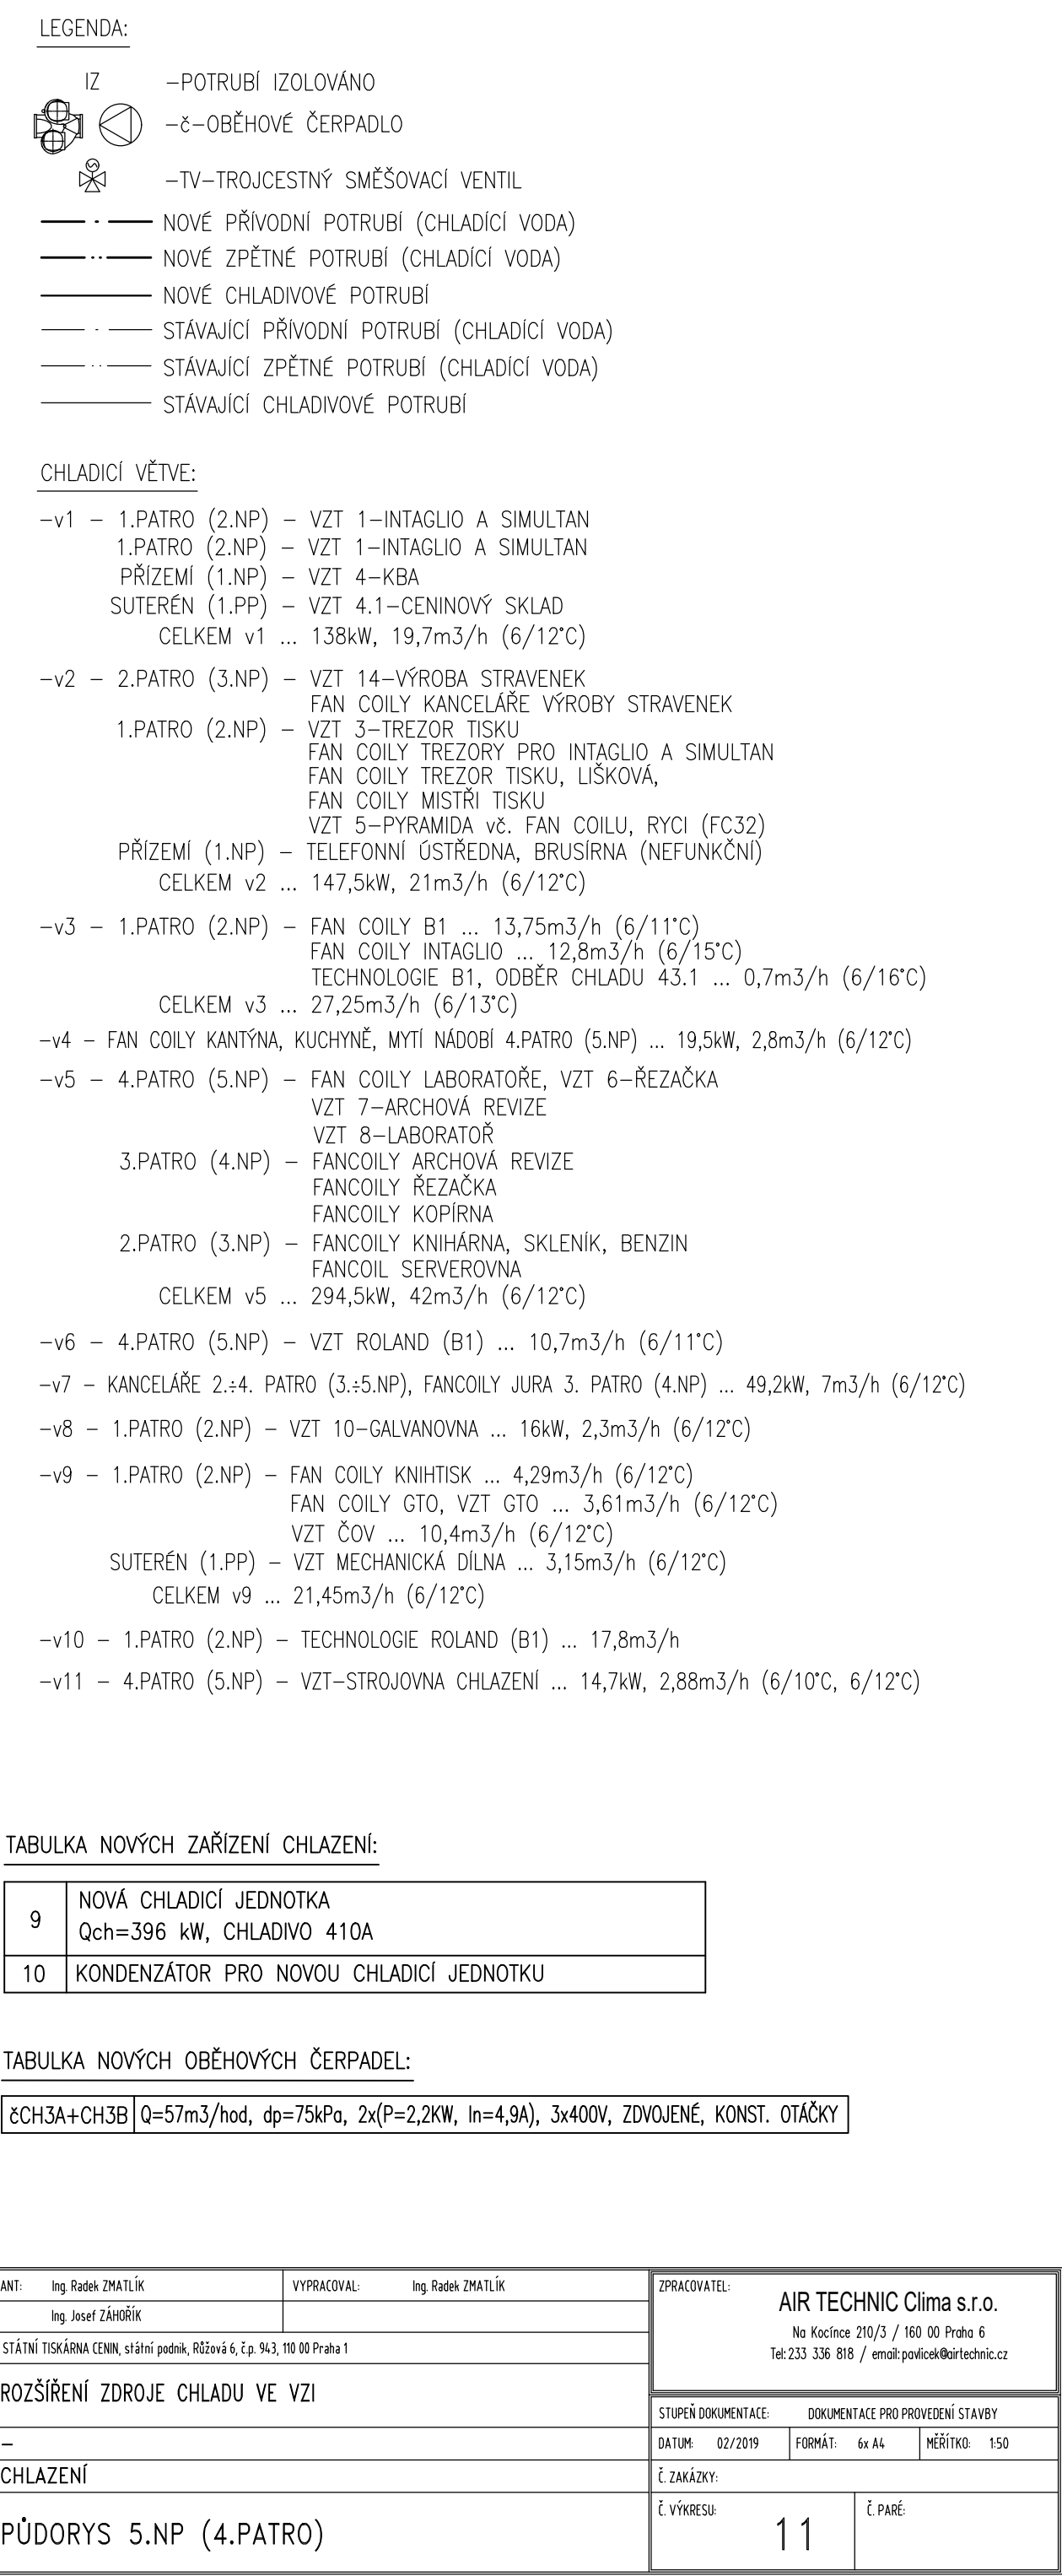 LEGENDA:
IZ -POTRUBÍ IZOLOVÁNO
-č-OBĚHOVÉ ČERPADLO
-TV-TROJCESTNÝ SMĚŠOVACÍ VENTIL
NOVÉ PŘÍVODNÍ POTRUBÍ (CHLADÍCÍ VODA)
NOVÉ ZPĚTNÉ POTRUBÍ (CHLADÍCÍ VODA)
NOVÉ CHLADIVOVÉ POTRUBÍ
STÁVAJÍCÍ PŘÍVODNÍ POTRUBÍ (CHLADÍCÍ VODA)
STÁVAJÍCÍ ZPĚTNÉ POTRUBÍ (CHLADÍCÍ VODA)
STÁVAJÍCÍ CHLADIVOVÉ POTRUBÍ
CHLADICÍ VĚTVE:
-v1 - 1.PATRO (2.NP) - VZT 1-INTAGLIO A SIMULTAN
1.PATRO (2.NP) - VZT 1-INTAGLIO A SIMULTAN
PŘÍZEMÍ (1.NP) - VZT 4-KBA
SUTERÉN (1.PP) - VZT 4.1-CENINOVÝ SKLAD
CELKEM v1 ... 138kW, 19,7m3/h (6/12°C)
-v2 - 2.PATRO (3.NP) - VZT 14-VÝROBA STRAVENEK
FAN COILY KANCELÁŘE VÝROBY STRAVENEK
1.PATRO (2.NP) - VZT 3-TREZOR TISKU
FAN COILY TREZORY PRO INTAGLIO A SIMULTAN
FAN COILY TREZOR TISKU, LIŠKOVÁ,
FAN COILY MISTŘI TISKU
VZT 5-PYRAMIDA vč. FAN COILU, RYCI (FC32)
PŘÍZEMÍ (1.NP) - TELEFONNÍ ÚSTŘEDNA, BRUSÍRNA (NEFUNKČNÍ)
CELKEM v2 ... 147,5kW, 21m3/h (6/12°C)
-v3 - 1.PATRO (2.NP) - FAN COILY B1 ... 13,75m3/h (6/11°C)
FAN COILY INTAGLIO ... 12,8m3/h (6/15°C)
TECHNOLOGIE B1, ODBĚR CHLADU 43.1 ... 0,7m3/h (6/16°C)
CELKEM v3 ... 27,25m3/h (6/13°C)
-v4 - FAN COILY KANTÝNA, KUCHYNĚ, MYTÍ NÁDOBÍ 4.PATRO (5.NP) ... 19,5kW, 2,8m3/h (6/12°C)
-v5 - 4.PATRO (5.NP) - FAN COILY LABORATOŘE, VZT 6-ŘEZAČKA
VZT 7-ARCHOVÁ REVIZE
VZT 8-LABORATOŘ
3.PATRO (4.NP) - FANCOILY ARCHOVÁ REVIZE
FANCOILY ŘEZAČKA
FANCOILY KOPÍRNA
2.PATRO (3.NP) - FANCOILY KNIHÁRNA, SKLENÍK, BENZIN
FANCOIL SERVEROVNA
CELKEM v5 ... 294,5kW, 42m3/h (6/12°C)
-v6 - 4.PATRO (5.NP) - VZT ROLAND (B1) ... 10,7m3/h (6/11°C)
-v7 - KANCELÁŘE 2.÷4. PATRO (3.÷5.NP), FANCOILY JURA 3. PATRO (4.NP) ... 49,2kW, 7m3/h (6/12°C)
-v8 - 1.PATRO (2.NP) - VZT 10-GALVANOVNA ... 16kW, 2,3m3/h (6/12°C)
-v9 - 1.PATRO (2.NP) - FAN COILY KNIHTISK ... 4,29m3/h (6/12°C)
FAN COILY GTO, VZT GTO ... 3,61m3/h (6/12°C)
VZT ČOV ... 10,4m3/h (6/12°C)
SUTERÉN (1.PP) - VZT MECHANICKÁ DÍLNA ... 3,15m3/h (6/12°C)
CELKEM v9 ... 21,45m3/h (6/12°C)
-v10 - 1.PATRO (2.NP) - TECHNOLOGIE ROLAND (B1) ... 17,8m3/h
-v11 - 4.PATRO (5.NP) - VZT-STROJOVNA CHLAZENÍ ... 14,7kW, 2,88m3/h (6/10°C, 6/12°C)
TABULKA NOVÝCH ZAŘÍZENÍ CHLAZENÍ:
9 NOVÁ CHLADICÍ JEDNOTKA
Qch=396 kW, CHLADIVO 410A
10 KONDENZÁTOR PRO NOVOU CHLADICÍ JEDNOTKU
TABULKA NOVÝCH OBĚHOVÝCH ČERPADEL:
čCH3A+CH3B Q=57m3/hod, dp=75kPa, 2x(P=2,2KW, In=4,9A), 3x400V, ZDVOJENÉ, KONST. OTÁČKY
ANT: Ing. Radek ZMATLÍK VYPRACOVAL: Ing. Radek ZMATLÍK
Ing. Josef ZÁHOŘÍK
STÁTNÍ TISKÁRNA CENIN, státní podnik, Růžová 6, č.p. 943, 110 00 Praha 1
ROZŠÍŘENÍ ZDROJE CHLADU VE VZI
-
CHLAZENÍ
PŮDORYS 5.NP (4.PATRO)
ZPRACOVATEL:
AIR TECHNIC Clima s.r.o.
Na Kocínce 210/3 / 160 00 Praha 6
Tel: 233 336 818 / email: pavlicek@airtechnic.cz
STUPEŇ DOKUMENTACE: DOKUMENTACE PRO PROVEDENÍ STAVBY
DATUM: 02/2019 FORMÁT: 6x A4 MĚŘÍTKO: 1:50
Č. ZAKÁZKY:
Č. VÝKRESU: 11 Č. PARÉ: